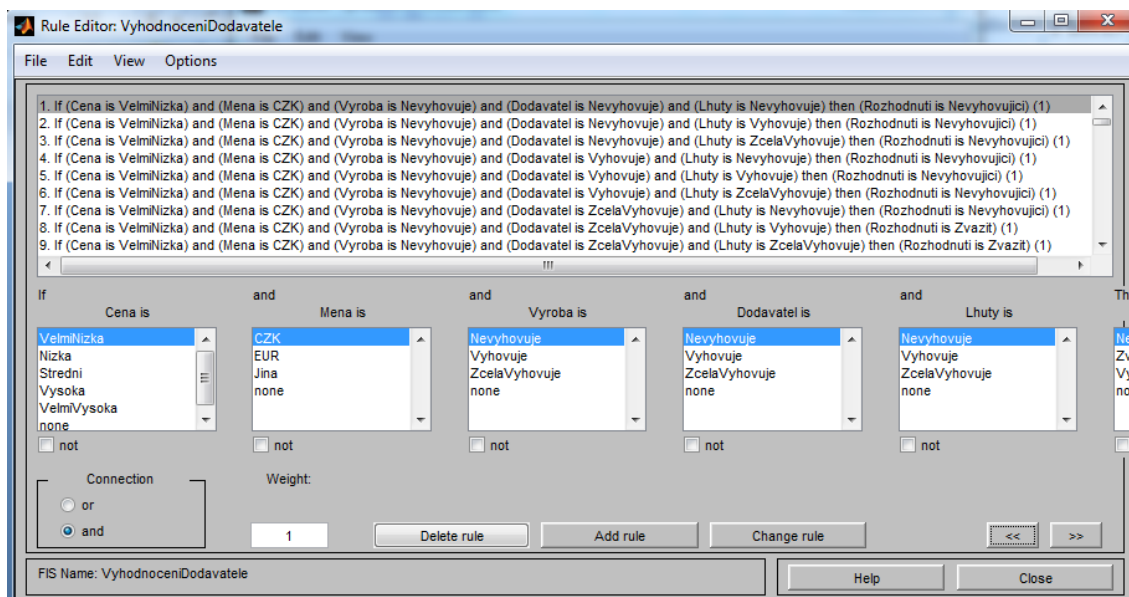 Rule Editor: VyhodnoceniDodavatele
File Edit View Options
1. If (Cena is VelmiNizka) and (Mena is CZK) and (Vyroba is Nevyhovuje) and (Dodavatel is Nevyhovuje) and (Lhuty is Nevyhovuje) then (Rozhodnuti is Nevyhovujici) (1)
2. If (Cena is VelmiNizka) and (Mena is CZK) and (Vyroba is Nevyhovuje) and (Dodavatel is Nevyhovuje) and (Lhuty is Vyhovuje) then (Rozhodnuti is Nevyhovujici) (1)
3. If (Cena is VelmiNizka) and (Mena is CZK) and (Vyroba is Nevyhovuje) and (Dodavatel is Nevyhovuje) and (Lhuty is ZcelaVyhovuje) then (Rozhodnuti is Nevyhovujici) (1)
4. If (Cena is VelmiNizka) and (Mena is CZK) and (Vyroba is Nevyhovuje) and (Dodavatel is Vyhovuje) and (Lhuty is Nevyhovuje) then (Rozhodnuti is Nevyhovujici) (1)
5. If (Cena is VelmiNizka) and (Mena is CZK) and (Vyroba is Nevyhovuje) and (Dodavatel is Vyhovuje) and (Lhuty is Vyhovuje) then (Rozhodnuti is Nevyhovujici) (1)
6. If (Cena is VelmiNizka) and (Mena is CZK) and (Vyroba is Nevyhovuje) and (Dodavatel is Vyhovuje) and (Lhuty is ZcelaVyhovuje) then (Rozhodnuti is Nevyhovujici) (1)
7. If (Cena is VelmiNizka) and (Mena is CZK) and (Vyroba is Nevyhovuje) and (Dodavatel is ZcelaVyhovuje) and (Lhuty is Nevyhovuje) then (Rozhodnuti is Nevyhovujici) (1)
8. If (Cena is VelmiNizka) and (Mena is CZK) and (Vyroba is Nevyhovuje) and (Dodavatel is ZcelaVyhovuje) and (Lhuty is Vyhovuje) then (Rozhodnuti is Zvazit) (1)
9. If (Cena is VelmiNizka) and (Mena is CZK) and (Vyroba is Nevyhovuje) and (Dodavatel is ZcelaVyhovuje) and (Lhuty is ZcelaVyhovuje) then (Rozhodnuti is Zvazit) (1)
If and and and and Th
Cena is Mena is Vyroba is Dodavatel is Lhuty is
VelmiNizka CZK Nevyhovuje Nevyhovuje Nevyhovuje Ne
Nizka EUR Vyhovuje Vyhovuje Vyhovuje Zv
Stredni Jina ZcelaVyhovuje ZcelaVyhovuje ZcelaVyhovuje Vy
Vysoka none none none none no
VelmiVysoka
none
not not not not not
Connection Weight:
or
and 1 Delete rule Add rule Change rule << >>
FIS Name: VyhodnoceniDodavatele Help Close